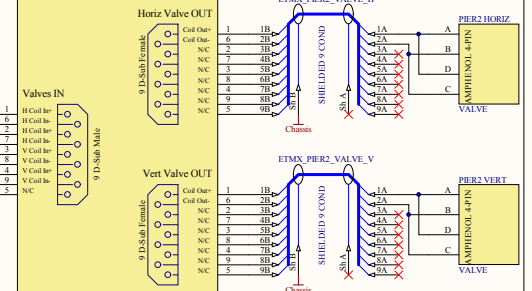 ETMX_PIER2_VALVE_H
Horiz Valve OUT
PIER2 HORIZ
Coil Out+ 1 1B 1A A
Coil Out- 6 2B 2A
N/C 2 3B 3A B
N/C 7 4B 4A
N/C 3 5B 5A D
N/C 8 6B 6A
N/C 4 7B 7A C
N/C 9 8B 8A
N/C 5 9B 9A
9 D-Sub Female
SHIELDED 9 COND
Sh B
Sh A
AMPHENOL 4-PIN
VALVE
Chassis
Valves IN
1 H Coil In+
6 H Coil In-
2 H Coil In+
7 H Coil In-
3 V Coil In+
8 V Coil In-
4 V Coil In+
9 V Coil In-
5 N/C
9 D-Sub Male
ETMX_PIER2_VALVE_V
Vert Valve OUT
PIER2 VERT
Coil Out+ 1 1B 1A A
Coil Out- 6 2B 2A
N/C 2 3B 3A B
N/C 7 4B 4A
N/C 3 5B 5A D
N/C 8 6B 6A
N/C 4 7B 7A C
N/C 9 8B 8A
N/C 5 9B 9A
9 D-Sub Female
SHIELDED 9 COND
Sh B
Sh A
AMPHENOL 4-PIN
VALVE
Chassis